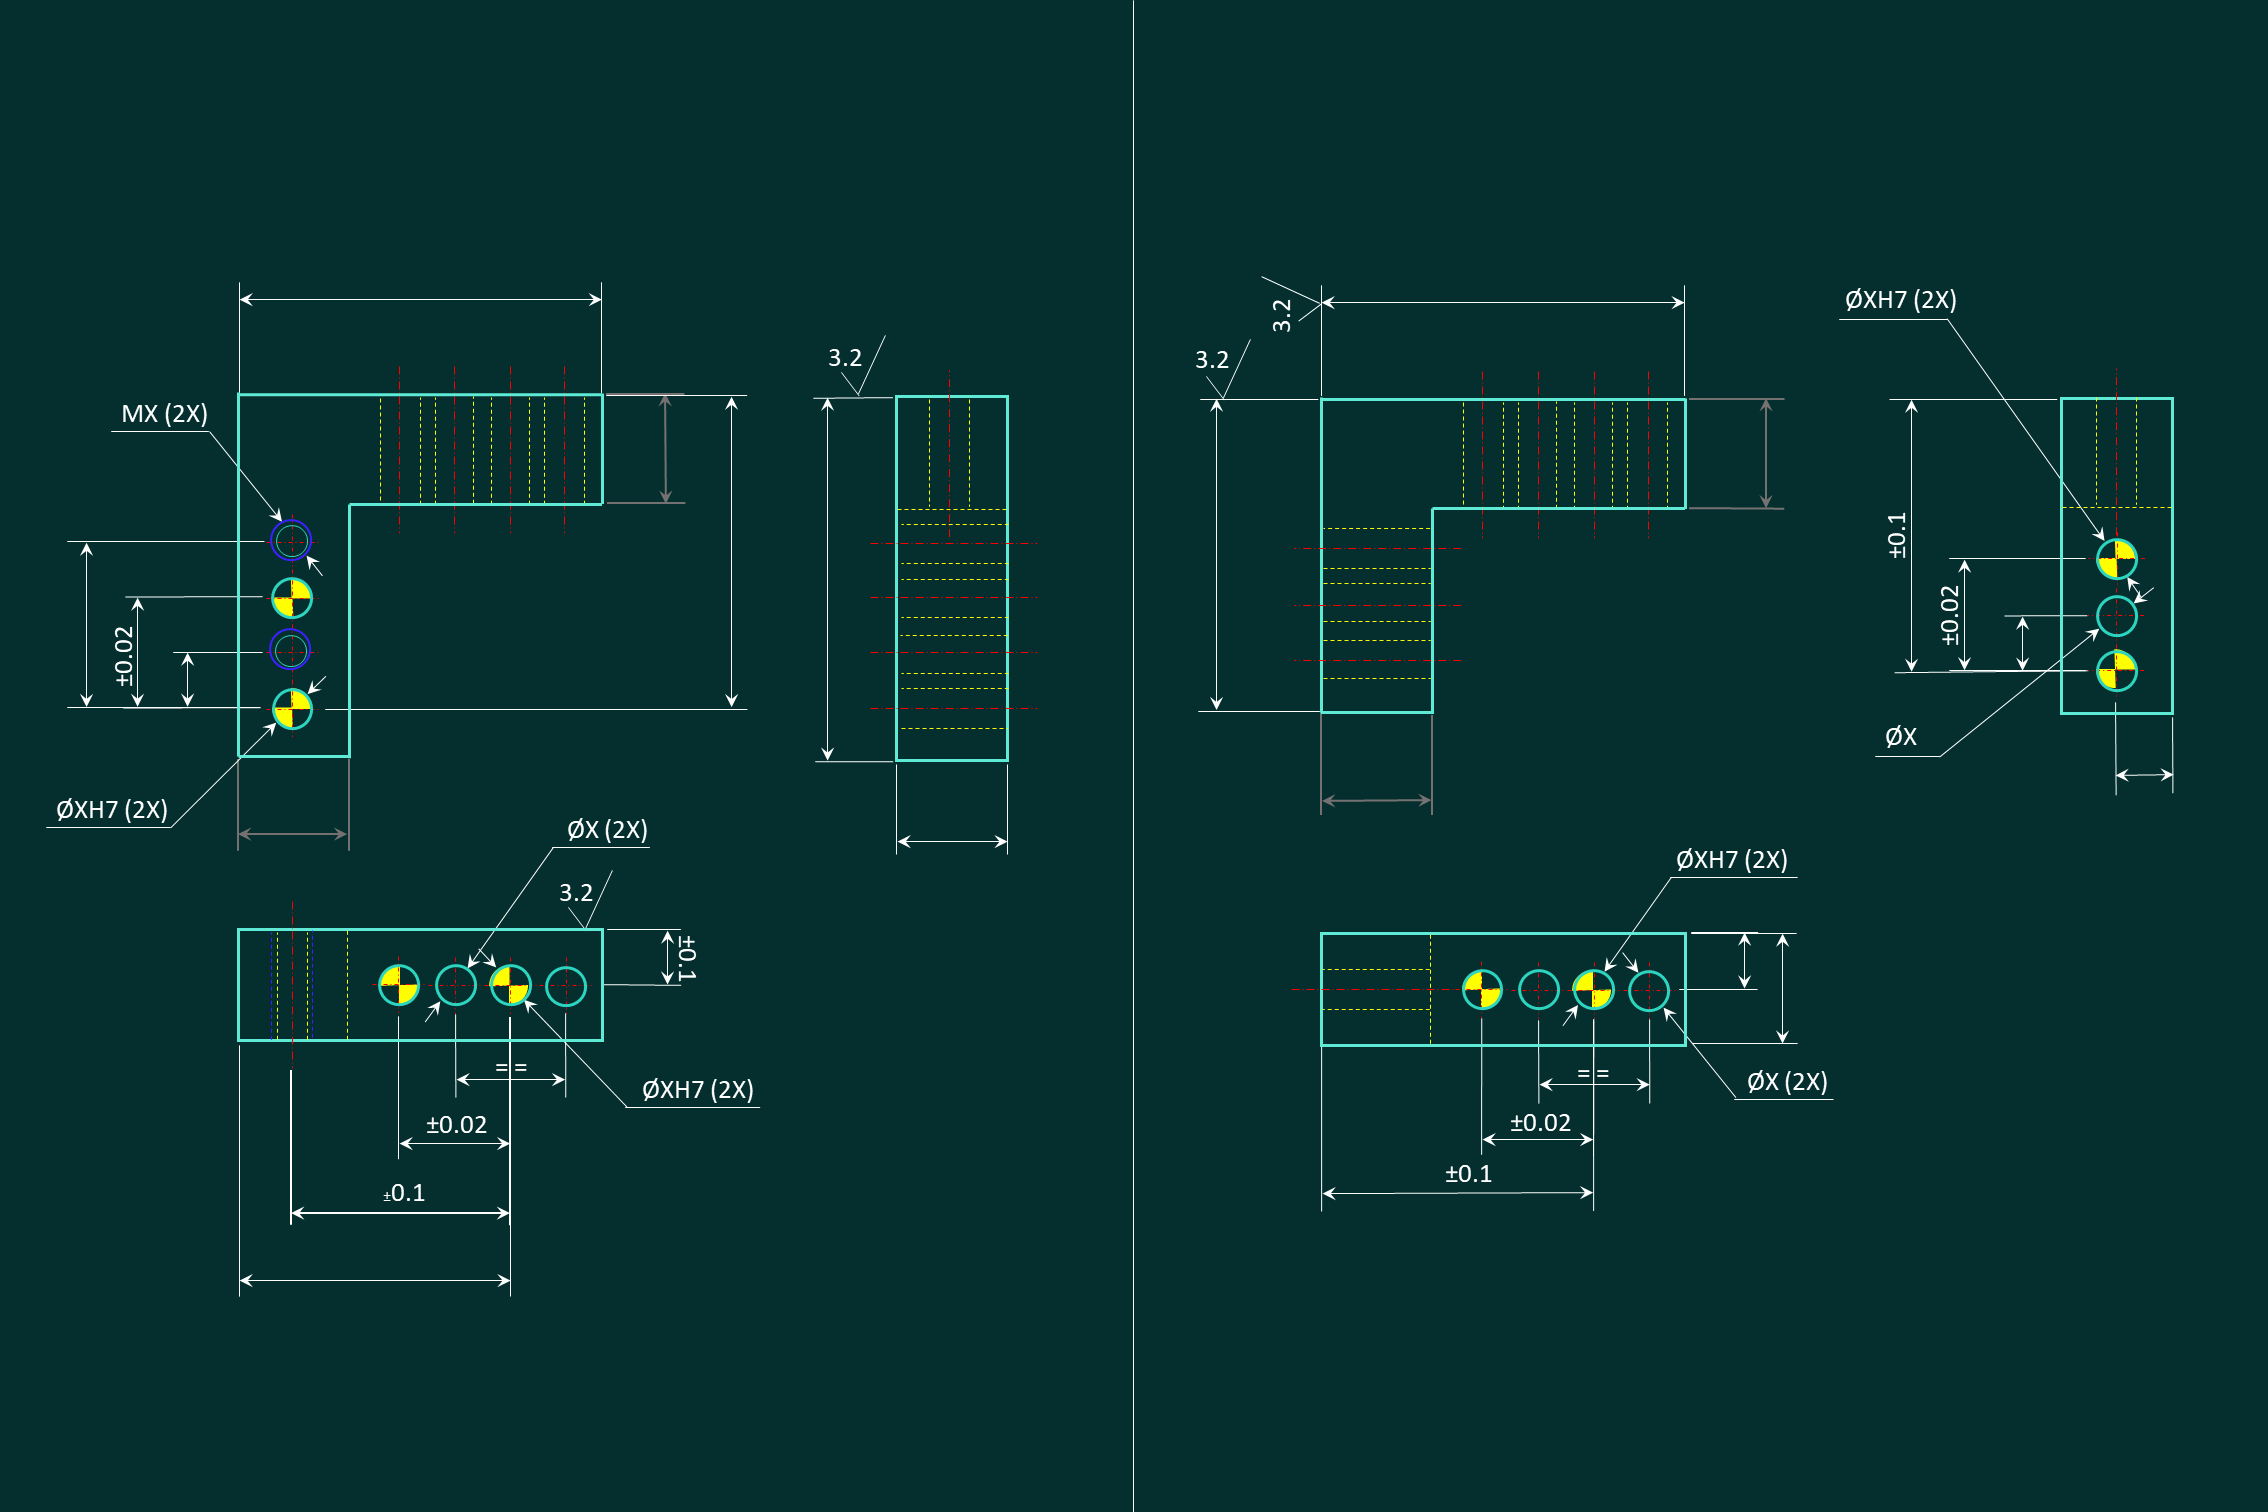 3.2
MX (2X)
±0.02
ØXH7 (2X)
ØX (2X)
3.2
±0.1
= =
ØXH7 (2X)
±0.02
±0.1
3.2
3.2
ØXH7 (2X)
±0.1
±0.02
ØX
ØXH7 (2X)
= =
ØX (2X)
±0.02
±0.1